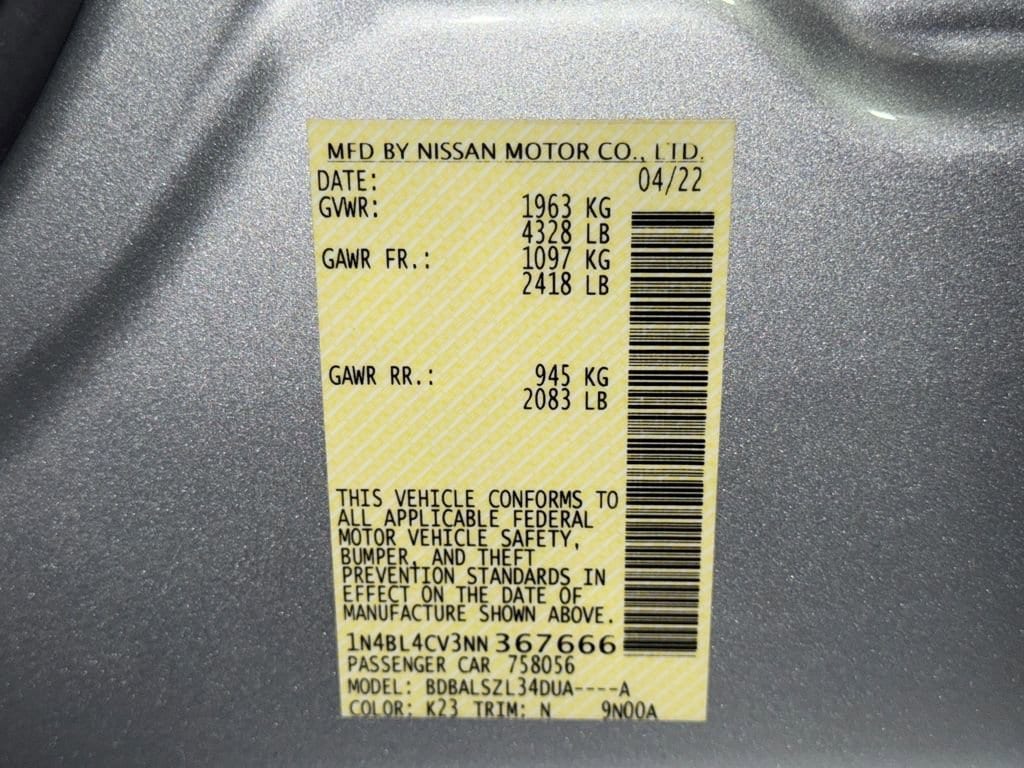 MFD BY NISSAN MOTOR CO., LTD.
DATE: 04/22
GVWR: 1963 KG
4328 LB
GAWR FR.: 1097 KG
2418 LB
GAWR RR.: 945 KG
2083 LB
THIS VEHICLE CONFORMS TO
ALL APPLICABLE FEDERAL
MOTOR VEHICLE SAFETY,
BUMPER, AND THEFT
PREVENTION STANDARDS IN
EFFECT ON THE DATE OF
MANUFACTURE SHOWN ABOVE.
1N4BL4CV3NN367666
PASSENGER CAR 758056
MODEL: BDBALSZL34DUA----A
COLOR: K23 TRIM: N 9N00A